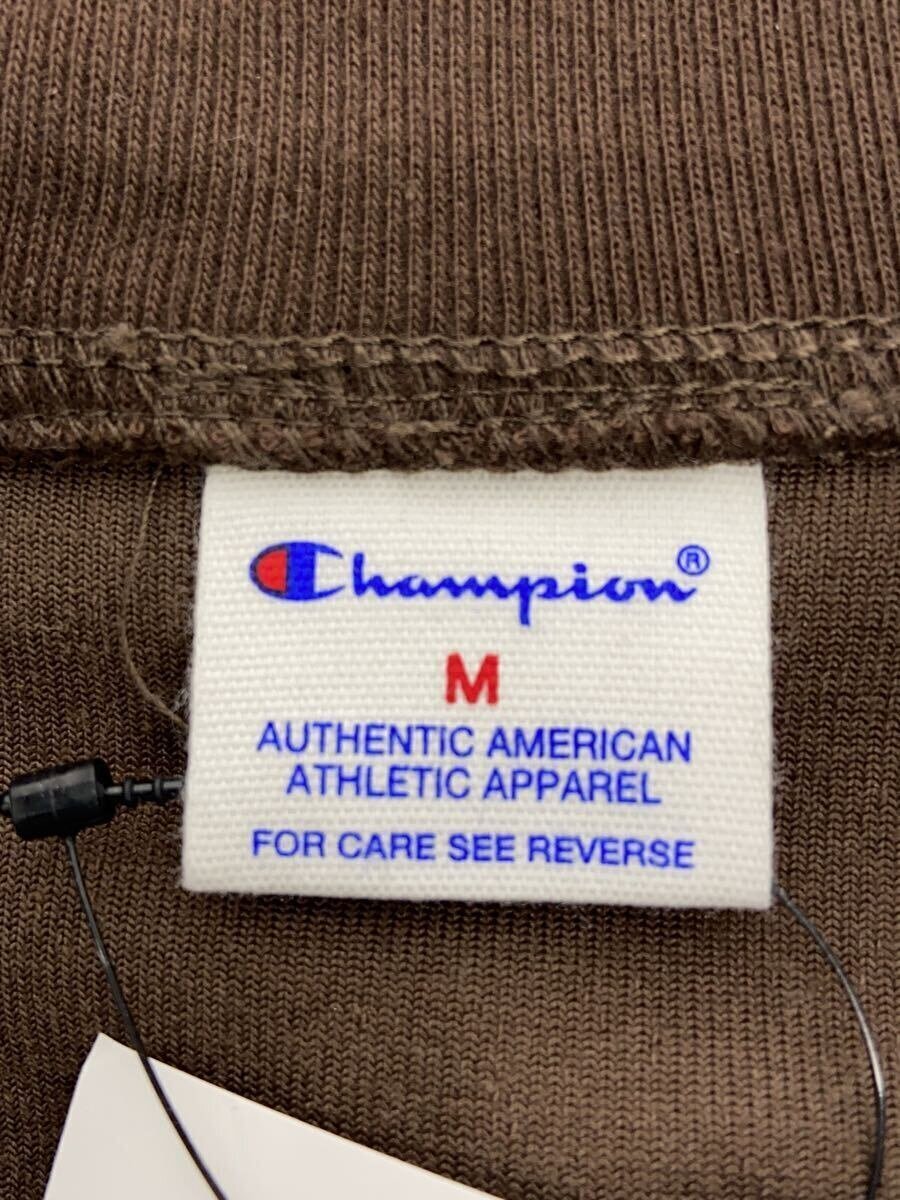 Champion®
M
AUTHENTIC AMERICAN
ATHLETIC APPAREL
FOR CARE SEE REVERSE